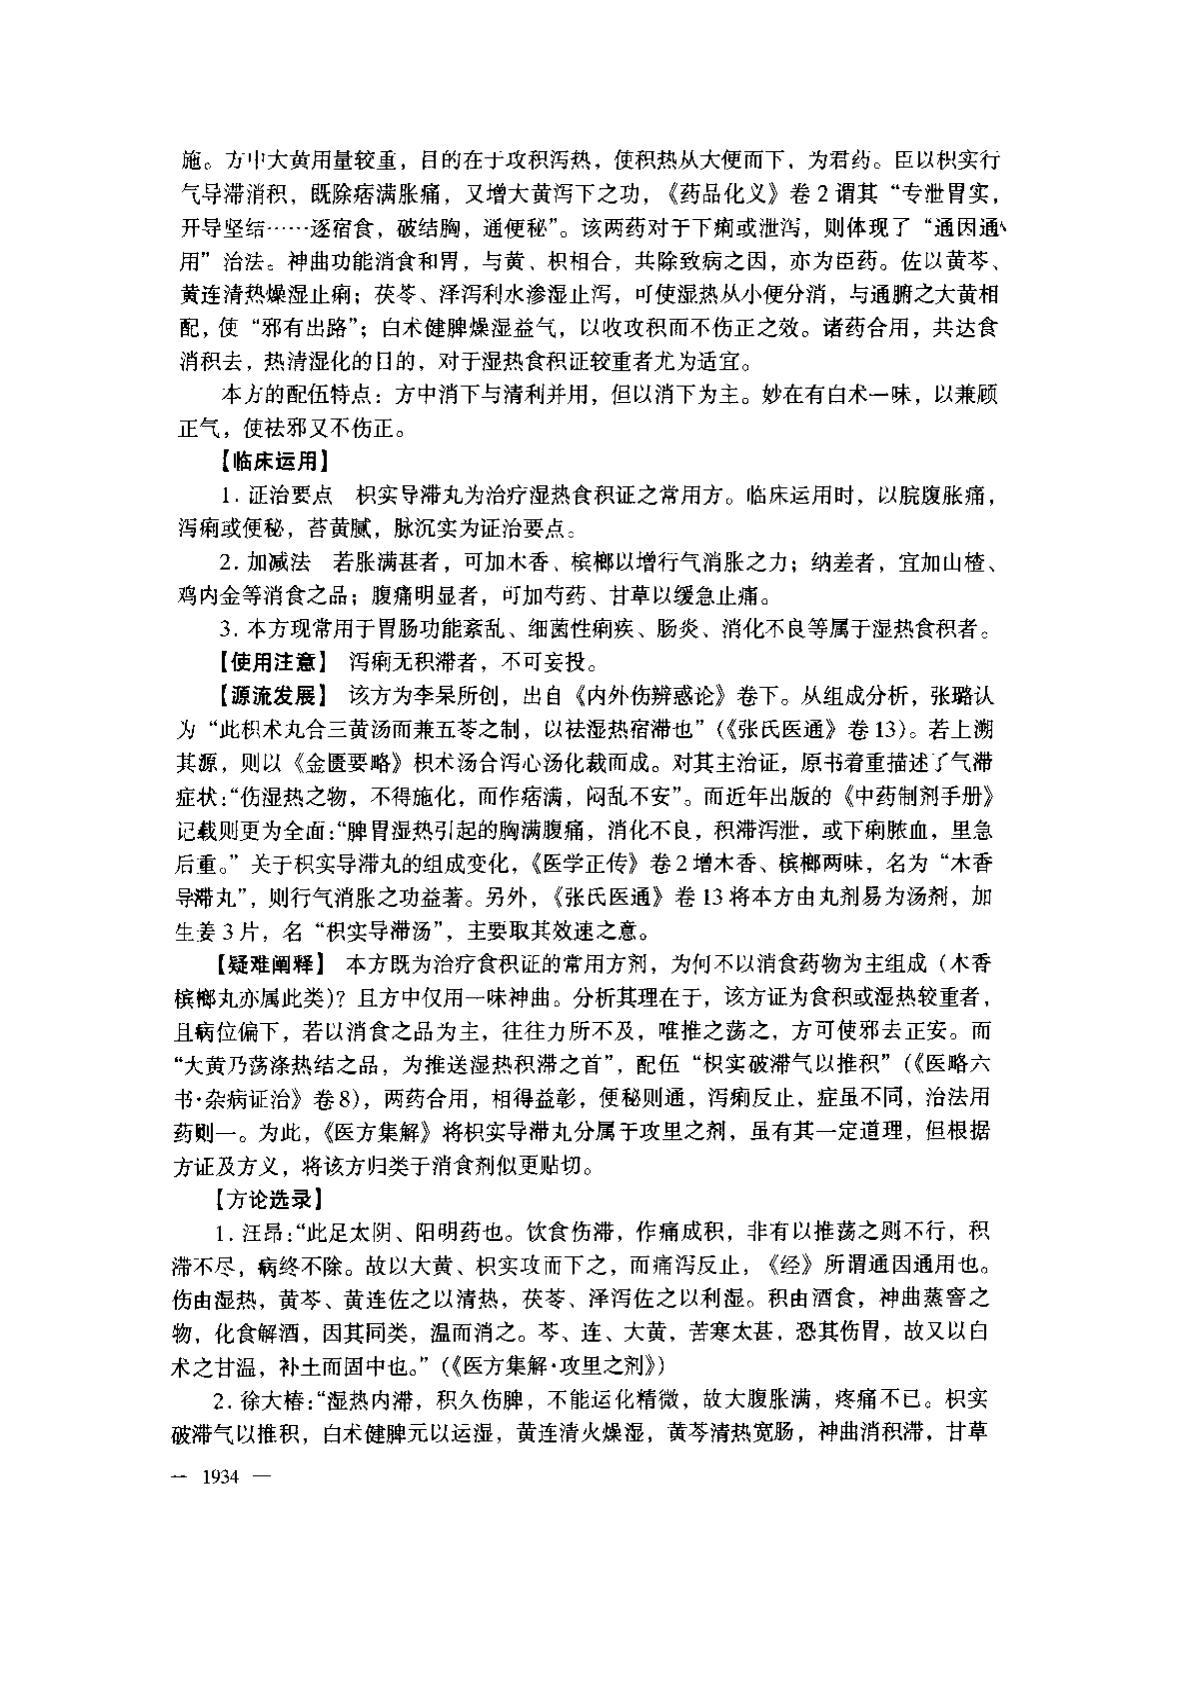 施。方中大黄用量较重，目的在于攻积泻热，使积热从大便而下，为君药。臣以枳实行
气导滞消积，既除痞满胀痛，又增大黄泻下之功，《药品化义》卷 2 谓其“专泄胃实，
开导坚结……逐宿食，破结胸，通便秘”。该两药对于下痢或泄泻，则体现了“通因通
用”治法。神曲功能消食和胃，与黄、枳相合，共除致病之因，亦为臣药。佐以黄芩、
黄连清热燥湿止痢；茯苓、泽泻利水渗湿止泻，可使湿热从小便分消，与通腑之大黄相
配，使“邪有出路”；白术健脾燥湿益气，以收攻积而不伤正之效。诸药合用，共达食
消积去，热清湿化的目的，对于湿热食积证较重者尤为适宜。
本方的配伍特点：方中消下与清利并用，但以消下为主。妙在有白术一味，以兼顾
正气，使祛邪又不伤正。
【临床运用】
1. 证治要点　枳实导滞丸为治疗湿热食积证之常用方。临床运用时，以脘腹胀痛，
泻痢或便秘，苔黄腻，脉沉实为证治要点。
2. 加减法　若胀满甚者，可加木香、槟榔以增行气消胀之力；纳差者，宜加山楂、
鸡内金等消食之品；腹痛明显者，可加芍药、甘草以缓急止痛。
3. 本方现常用于胃肠功能紊乱、细菌性痢疾、肠炎、消化不良等属于湿热食积者。
【使用注意】　泻痢无积滞者，不可妄投。
【源流发展】　该方为李杲所创，出自《内外伤辨惑论》卷下。从组成分析，张璐认
为“此枳术丸合三黄汤而兼五苓之制，以祛湿热宿滞也”（《张氏医通》卷 13）。若上溯
其源，则以《金匮要略》枳术汤合泻心汤化裁而成。对其主治证，原书着重描述了气滞
症状：“伤湿热之物，不得施化，而作痞满，闷乱不安”。而近年出版的《中药制剂手册》
记载则更为全面：“脾胃湿热引起的胸满腹痛，消化不良，积滞泻泄，或下痢脓血，里急
后重。”关于枳实导滞丸的组成变化，《医学正传》卷 2 增木香、槟榔两味，名为“木香
导滞丸”，则行气消胀之功益著。另外，《张氏医通》卷 13 将本方由丸剂易为汤剂，加
生姜 3 片，名“枳实导滞汤”，主要取其效速之意。
【疑难阐释】　本方既为治疗食积证的常用方剂，为何不以消食药物为主组成（木香
槟榔丸亦属此类）？且方中仅用一味神曲。分析其理在于，该方证为食积或湿热较重者，
且病位偏下，若以消食之品为主，往往力所不及，唯推之荡之，方可使邪去正安。而
“大黄乃荡涤热结之品，为推送湿热积滞之首”，配伍“枳实破滞气以推积”（《医略六
书·杂病证治》卷 8），两药合用，相得益彰，便秘则通，泻痢反止，症虽不同，治法用
药则一。为此，《医方集解》将枳实导滞丸分属于攻里之剂，虽有其一定道理，但根据
方证及方义，将该方归类于消食剂似更贴切。
【方论选录】
1. 汪昂：“此足太阴、阳明药也。饮食伤滞，作痛成积，非有以推荡之则不行，积
滞不尽，病终不除。故以大黄、枳实攻而下之，而痛泻反止，《经》所谓通因通用也。
伤由湿热，黄芩、黄连佐之以清热，茯苓、泽泻佐之以利湿。积由酒食，神曲蒸窨之
物，化食解酒，因其同类，温而消之。芩、连、大黄，苦寒太甚，恐其伤胃，故又以白
术之甘温，补土而固中也。”（《医方集解·攻里之剂》）
2. 徐大椿：“湿热内滞，积久伤脾，不能运化精微，故大腹胀满，疼痛不已。枳实
破滞气以推积，白术健脾元以运湿，黄连清火燥湿，黄芩清热宽肠，神曲消积滞，甘草
— 1934 —